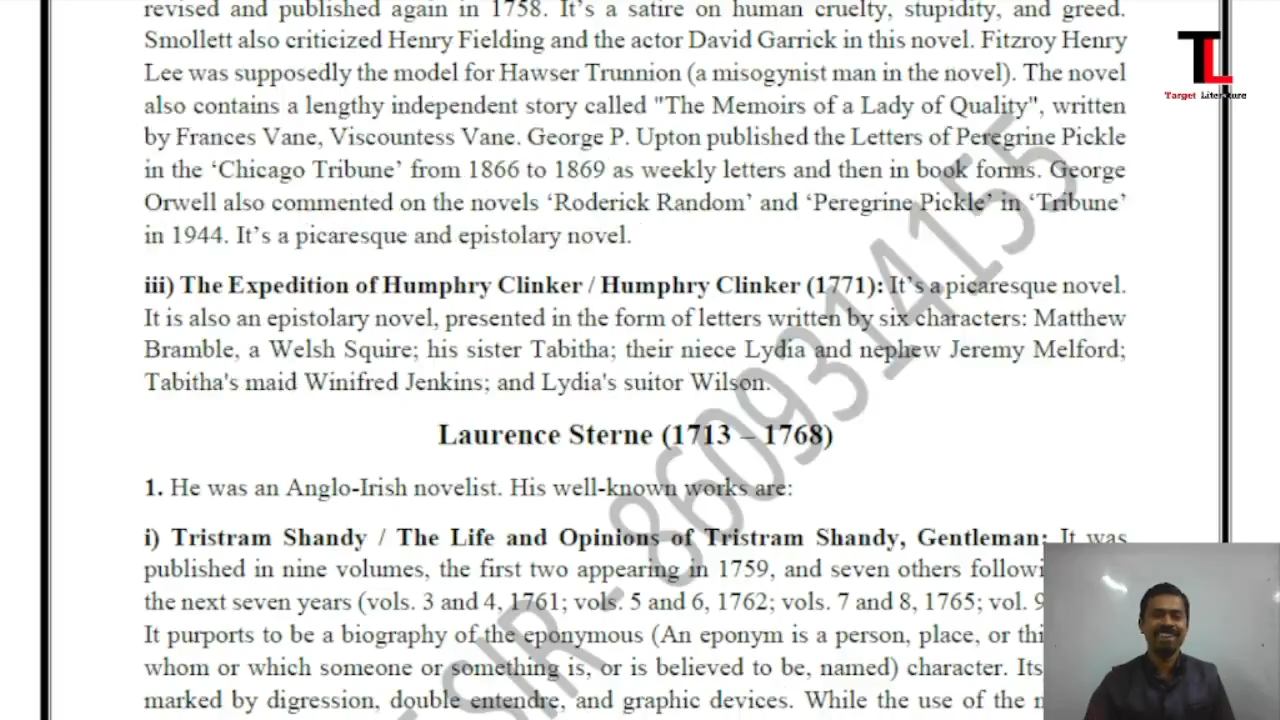 revised and published again in 1758. It's a satire on human cruelty, stupidity, and greed.
Smollett also criticized Henry Fielding and the actor David Garrick in this novel. Fitzroy Henry
Lee was supposedly the model for Hawser Trunnion (a misogynist man in the novel). The novel
also contains a lengthy independent story called "The Memoirs of a Lady of Quality", written
by Frances Vane, Viscountess Vane. George P. Upton published the Letters of Peregrine Pickle
in the ‘Chicago Tribune’ from 1866 to 1869 as weekly letters and then in book forms. George
Orwell also commented on the novels ‘Roderick Random’ and ‘Peregrine Pickle’ in ‘Tribune’
in 1944. It's a picaresque and epistolary novel.
iii) The Expedition of Humphry Clinker / Humphry Clinker (1771): It's a picaresque novel.
It is also an epistolary novel, presented in the form of letters written by six characters: Matthew
Bramble, a Welsh Squire; his sister Tabitha; their niece Lydia and nephew Jeremy Melford;
Tabitha's maid Winifred Jenkins; and Lydia's suitor Wilson.
Laurence Sterne (1713 – 1768)
1. He was an Anglo-Irish novelist. His well-known works are:
i) Tristram Shandy / The Life and Opinions of Tristram Shandy, Gentleman: It was
published in nine volumes, the first two appearing in 1759, and seven others followi
the next seven years (vols. 3 and 4, 1761; vols. 5 and 6, 1762; vols. 7 and 8, 1765; vol. 9
It purports to be a biography of the eponymous (An eponym is a person, place, or thi
whom or which someone or something is, or is believed to be, named) character. Its
marked by digression, double entendre, and graphic devices. While the use of the
TL
Target Literature
SIR - 8609314155